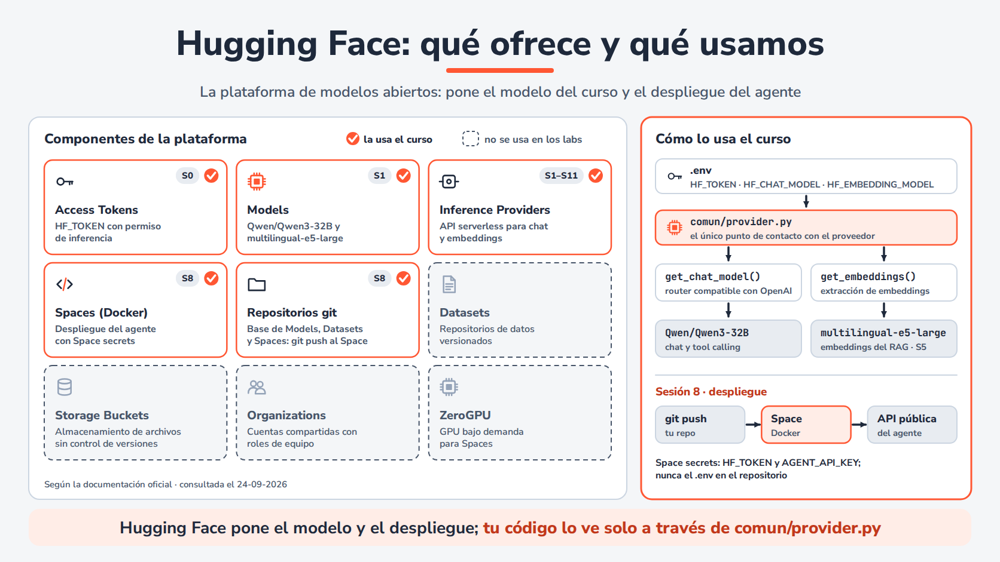 Hugging Face: qué ofrece y qué usamos
La plataforma de modelos abiertos: pone el modelo del curso y el despliegue del agente
Componentes de la plataforma
la usa el curso
no se usa en los labs
S0
Access Tokens
HF_TOKEN con permiso
de inferencia
S1
Models
Qwen/Qwen3-32B y
multilingual-e5-large
S1–S11
Inference Providers
API serverless para chat
y embeddings
S8
Spaces (Docker)
Despliegue del agente
con Space secrets
S8
Repositorios git
Base de Models, Datasets
y Spaces: git push al Space
Datasets
Repositorios de datos
versionados
Storage Buckets
Almacenamiento de archivos
sin control de versiones
Organizations
Cuentas compartidas con
roles de equipo
ZeroGPU
GPU bajo demanda
para Spaces
Según la documentación oficial · consultada el 24-09-2026
Cómo lo usa el curso
.env
HF_TOKEN · HF_CHAT_MODEL · HF_EMBEDDING_MODEL
comun/provider.py
el único punto de contacto con el proveedor
get_chat_model()
router compatible con OpenAI
get_embeddings()
extracción de embeddings
Qwen/Qwen3-32B
chat y tool calling
multilingual-e5-large
embeddings del RAG · S5
Sesión 8 · despliegue
git push
tu repo
Space
Docker
API pública
del agente
Space secrets: HF_TOKEN y AGENT_API_KEY;
nunca el .env en el repositorio
Hugging Face pone el modelo y el despliegue; tu código lo ve solo a través de comun/provider.py